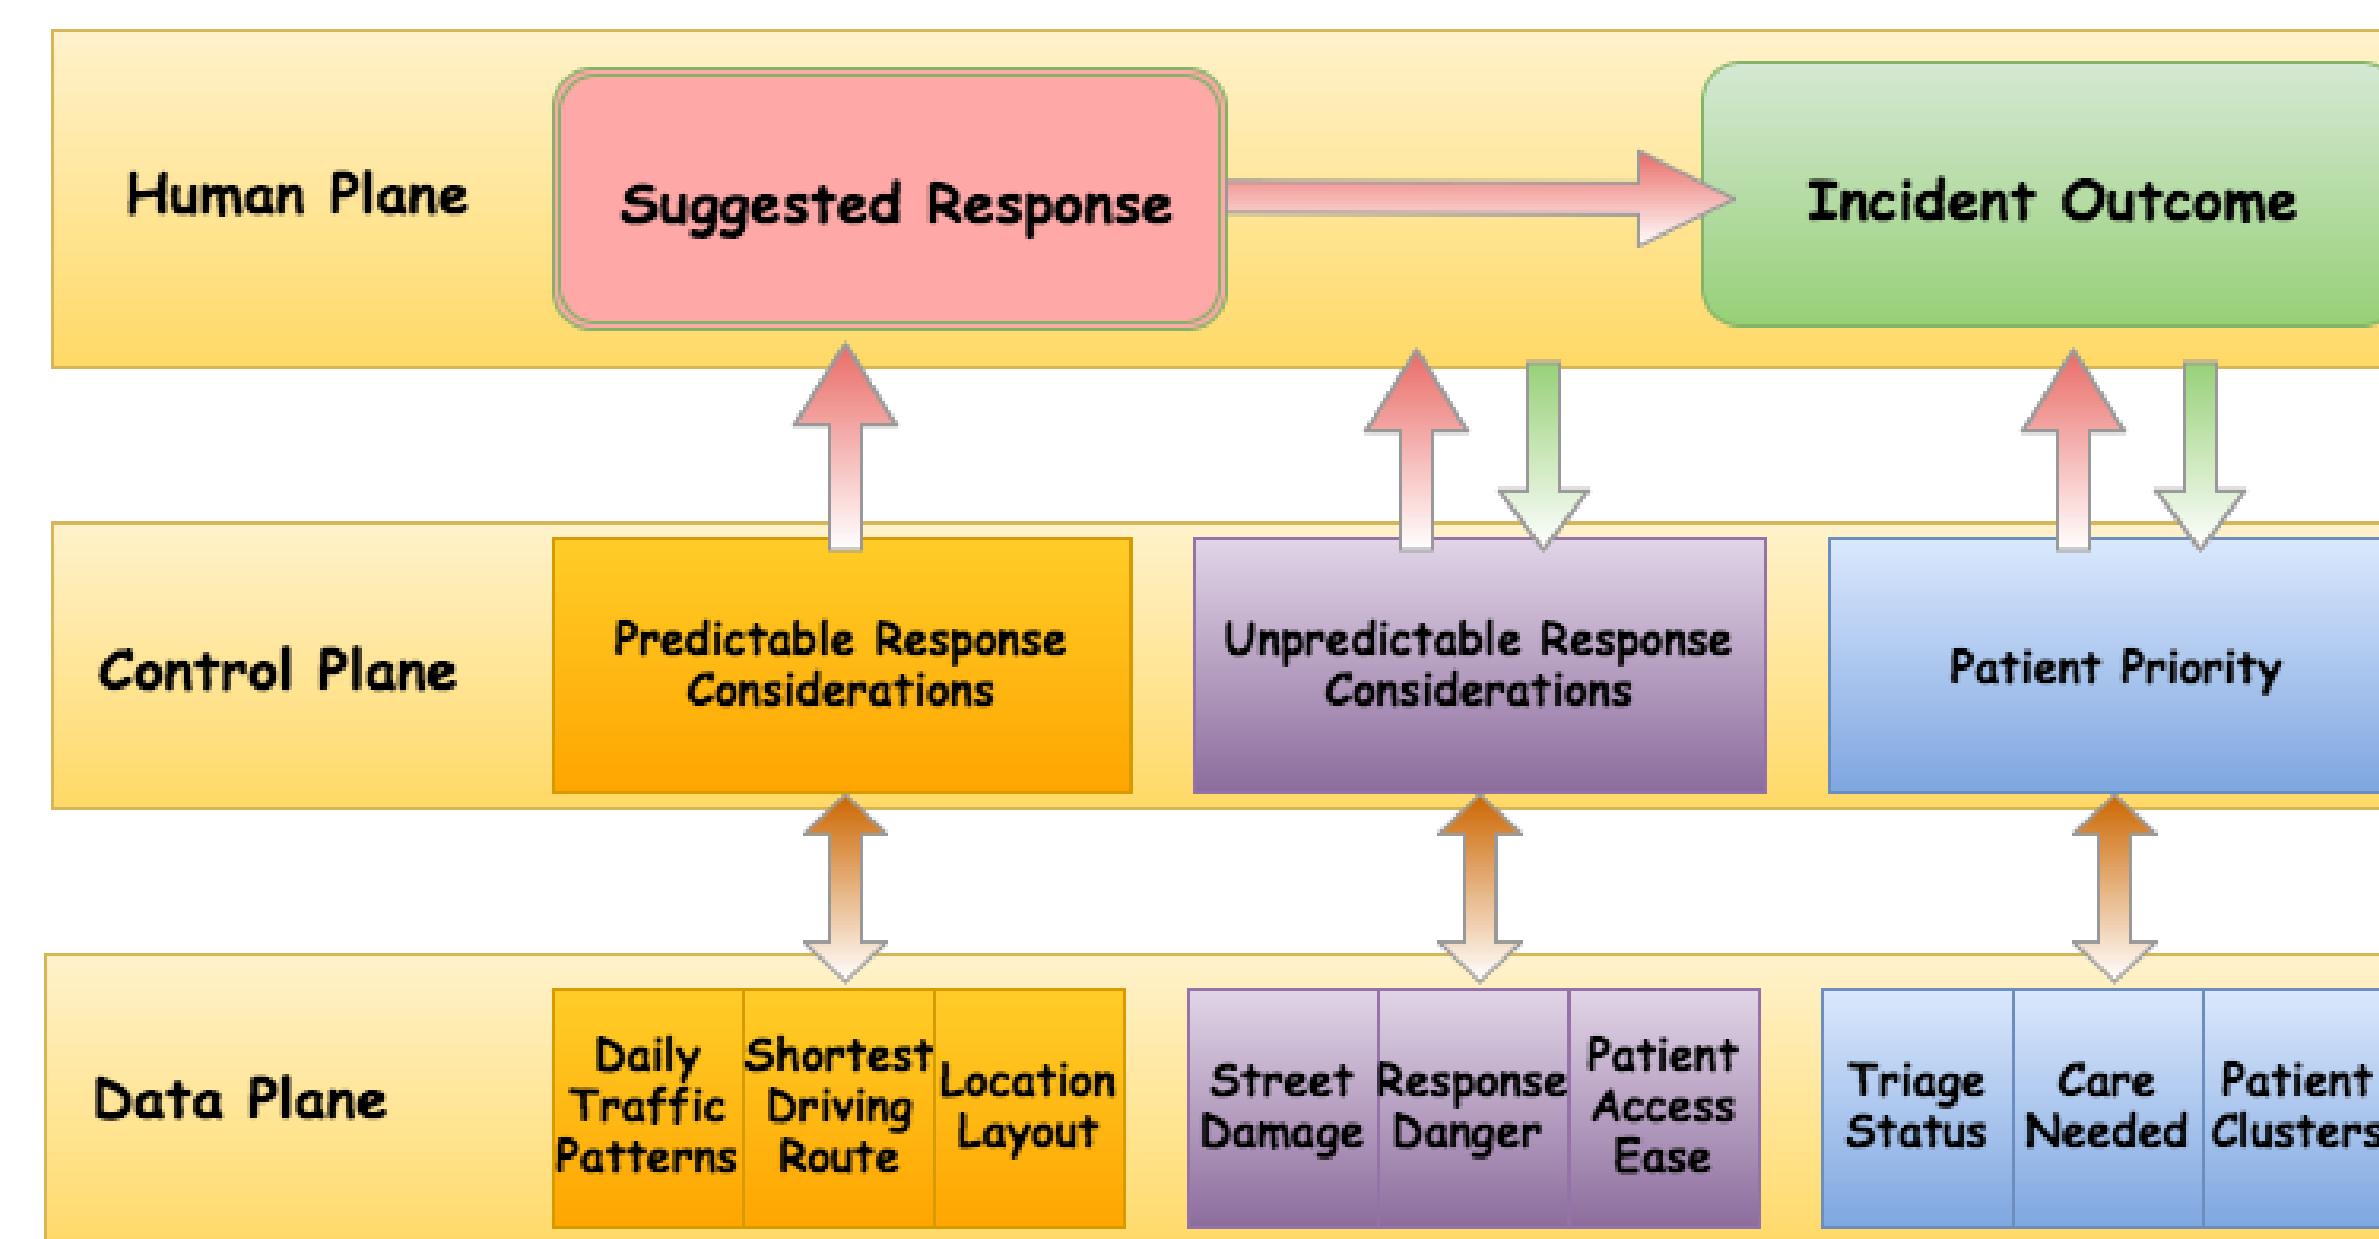 Human Plane
Suggested Response
Incident Outcome
Control Plane
Predictable Response
Considerations
Unpredictable Response
Considerations
Patient Priority
Data Plane
Daily
Traffic
Patterns
Shortest
Driving
Route
Location
Layout
Street
Damage
Response
Danger
Patient
Access
Ease
Triage
Status
Care
Needed
Patient
Clusters